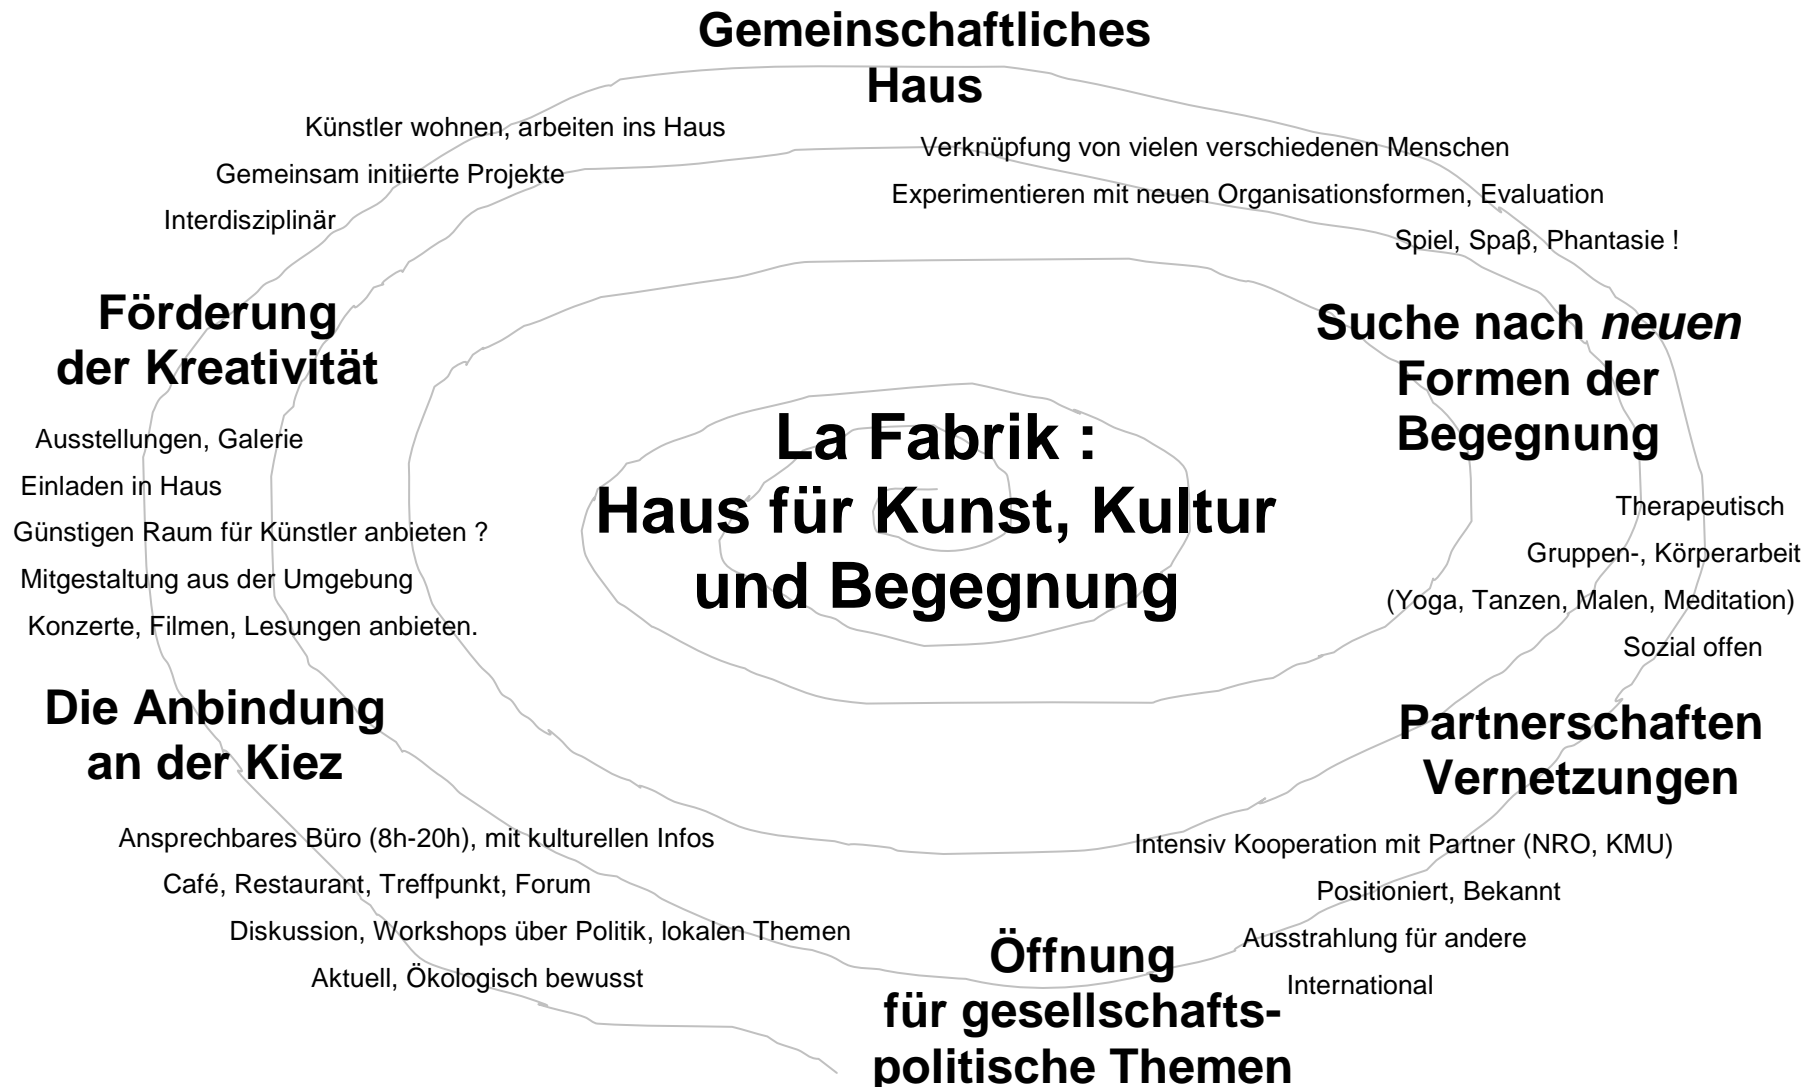 Gemeinschaftliches
Haus
Künstler wohnen, arbeiten ins Haus
Gemeinsam initiierte Projekte
Interdisziplinär
Verknüpfung von vielen verschiedenen Menschen
Experimentieren mit neuen Organisationsformen, Evaluation
Spiel, Spaβ, Phantasie !
Förderung
der Kreativität
Ausstellungen, Galerie
Einladen in Haus
Günstigen Raum für Künstler anbieten ?
Mitgestaltung aus der Umgebung
Konzerte, Filmen, Lesungen anbieten.
La Fabrik :
Haus für Kunst, Kultur
und Begegnung
Suche nach neuen
Formen der
Begegnung
Therapeutisch
Gruppen-, Körperarbeit
(Yoga, Tanzen, Malen, Meditation)
Sozial offen
Die Anbindung
an der Kiez
Ansprechbares Büro (8h-20h), mit kulturellen Infos
Café, Restaurant, Treffpunkt, Forum
Diskussion, Workshops über Politik, lokalen Themen
Aktuell, Ökologisch bewusst
Partnerschaften
Vernetzungen
Intensiv Kooperation mit Partner (NRO, KMU)
Positioniert, Bekannt
Ausstrahlung für andere
International
Öffnung
für gesellschafts-
politische Themen